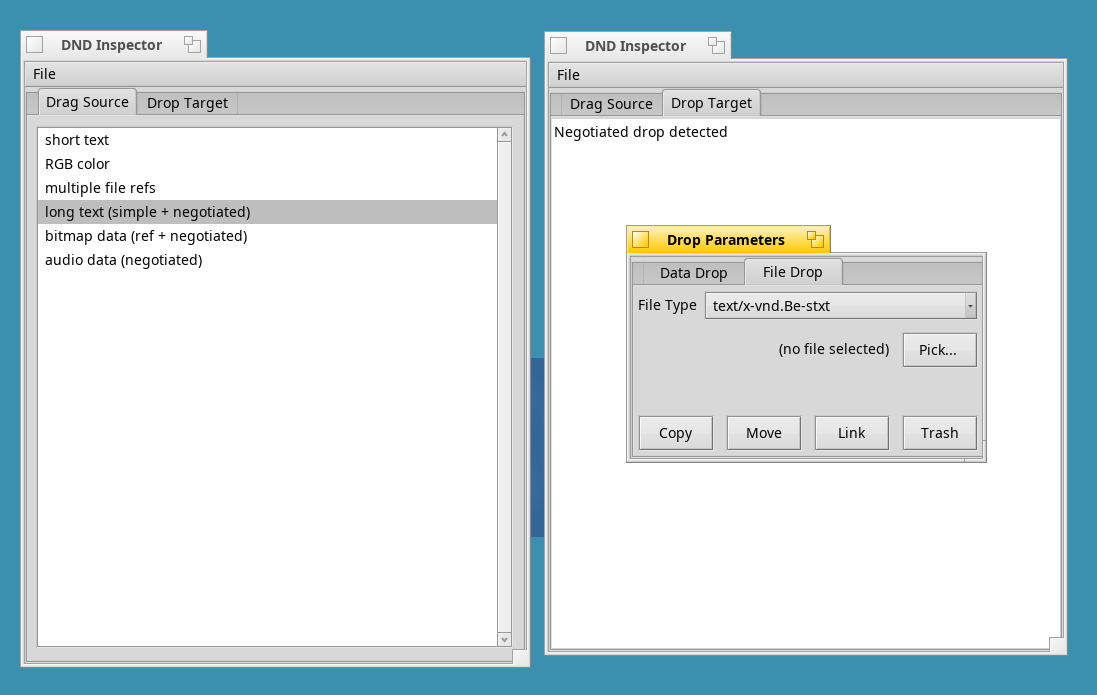 DND Inspector
File
Drag Source Drop Target
short text
RGB color
multiple file refs
long text (simple + negotiated)
bitmap data (ref + negotiated)
audio data (negotiated)
DND Inspector
File
Drag Source Drop Target
Negotiated drop detected
Drop Parameters
Data Drop File Drop
File Type text/x-vnd.Be-stxt
(no file selected) Pick...
Copy Move Link Trash